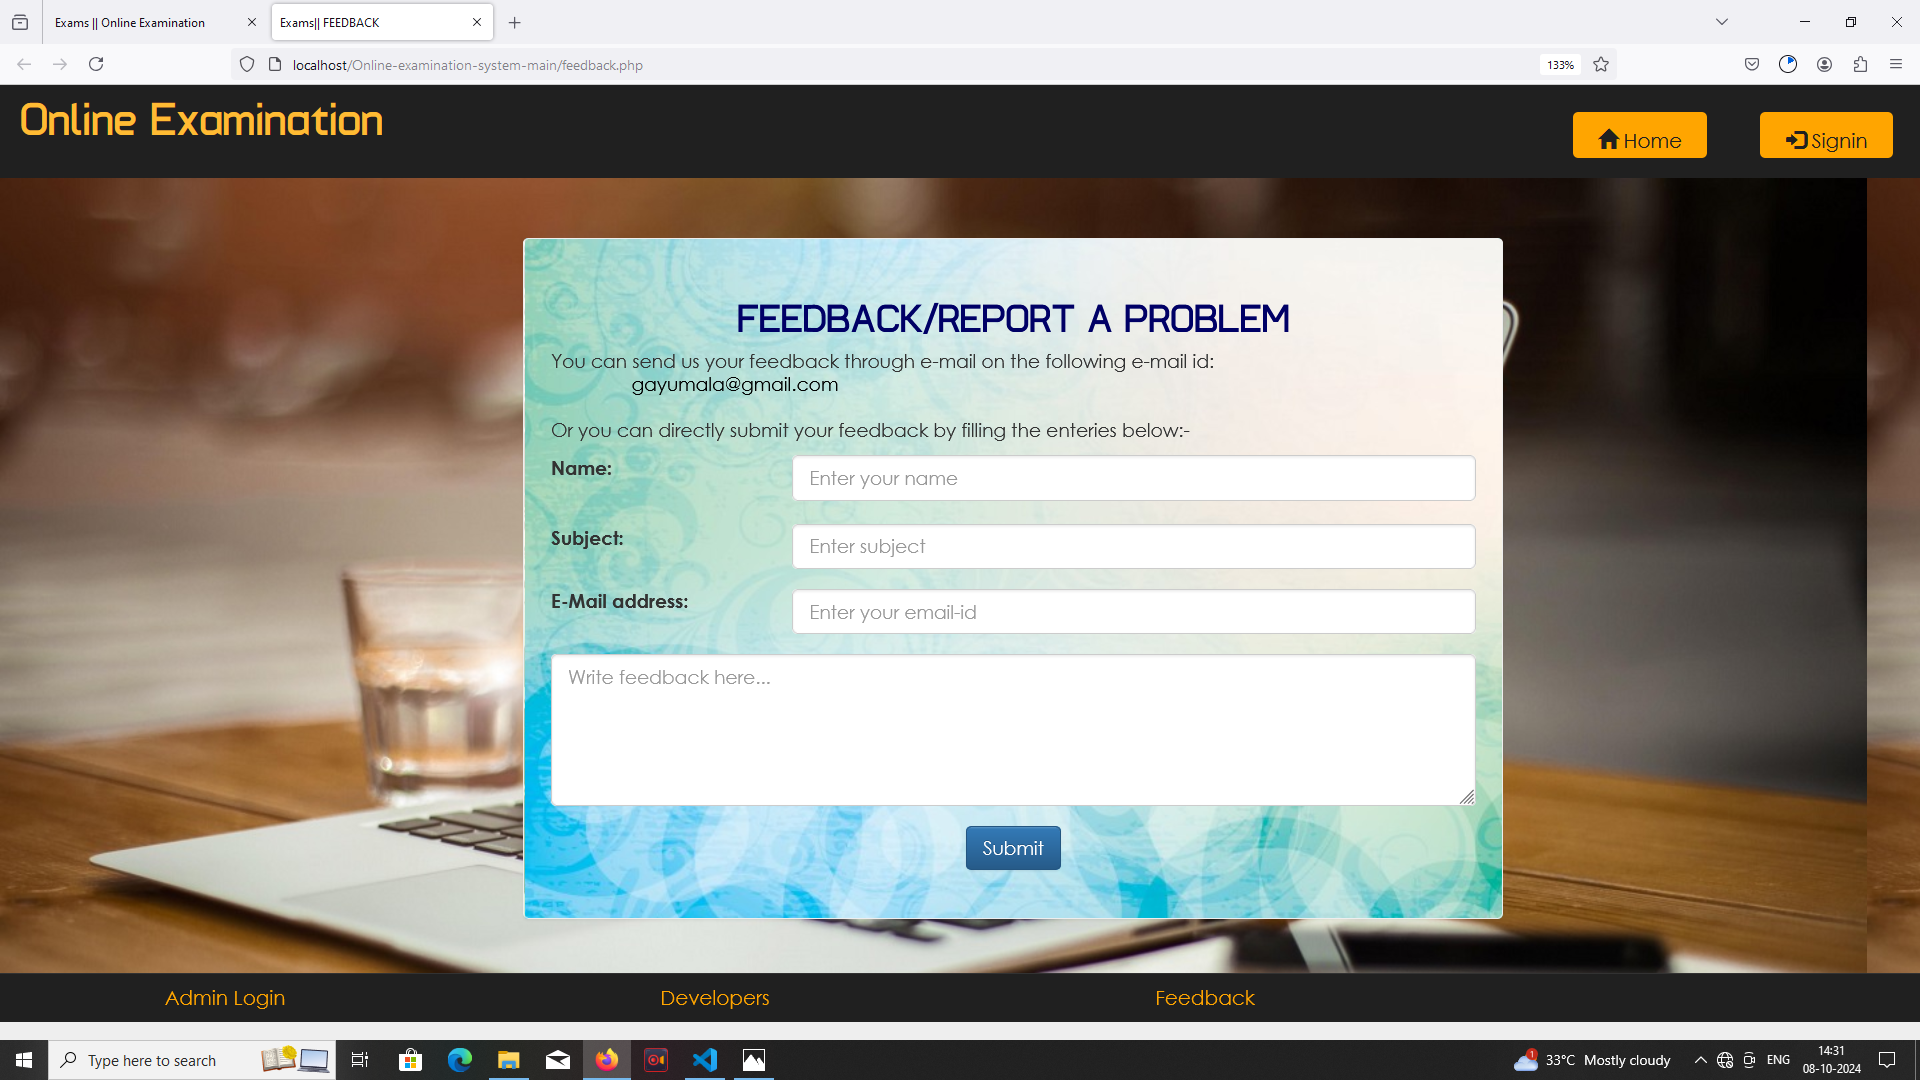 Exams || Online Examination
Exams|| FEEDBACK
localhost/Online-examination-system-main/feedback.php
133%
Online Examination
Home
Signin
FEEDBACK/REPORT A PROBLEM
You can send us your feedback through e-mail on the following e-mail id:
gayumala@gmail.com
Or you can directly submit your feedback by filling the enteries below:-
Name:
Enter your name
Subject:
Enter subject
E-Mail address:
Enter your email-id
Write feedback here...
Submit
Admin Login
Developers
Feedback
Type here to search
1
33°C Mostly cloudy
ENG
14:31
08-10-2024